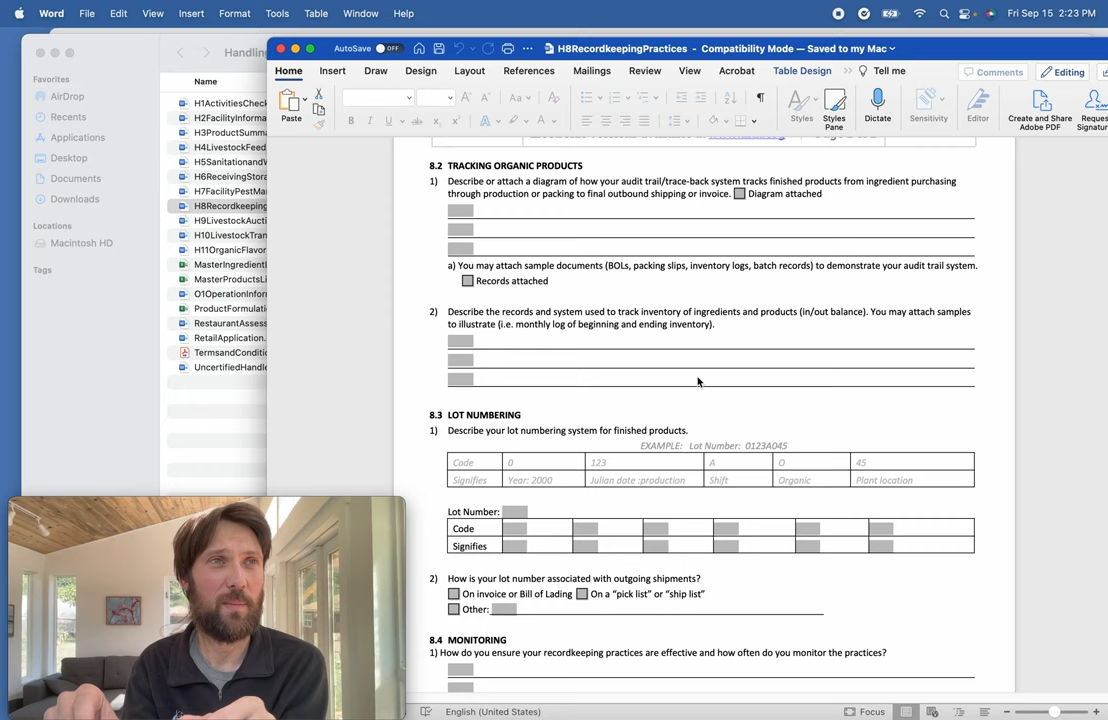 Word File Edit View Insert Format Tools Table Window Help Fri Sep 15 2:23 PM
AutoSave OFF H8RecordkeepingPractices - Compatibility Mode — Saved to my Mac
Home Insert Draw Design Layout References Mailings Review View Acrobat Table Design Tell me Comments Editing
Paste
Styles
Styles
Pane
Dictate
Sensitivity
Editor
Create and Share
Adobe PDF
Reques
Signatur
Favorites
AirDrop
Recents
Applications
Desktop
Documents
Downloads
Locations
Macintosh HD
Tags
Handlin
Name
H1ActivitiesCheck
H2FacilityInforma
H3ProductSumma
H4LivestockFeed
H5SanitationandW
H6ReceivingStora
H7FacilityPestMan
H8Recordkeeping
H9LivestockAucti
H10LivestockTran
H11OrganicFlavor
MasterIngredientL
MasterProductsLi
O1OperationInfor
ProductFormulati
RestaurantAssess
RetailApplication.
TermsandConditio
UncertifiedHandle
8.2 TRACKING ORGANIC PRODUCTS
1) Describe or attach a diagram of how your audit trail/trace-back system tracks finished products from ingredient purchasing
through production or packing to final outbound shipping or invoice. Diagram attached
a) You may attach sample documents (BOLs, packing slips, inventory logs, batch records) to demonstrate your audit trail system.
Records attached
2) Describe the records and system used to track inventory of ingredients and products (in/out balance). You may attach samples
to illustrate (i.e. monthly log of beginning and ending inventory).
8.3 LOT NUMBERING
1) Describe your lot numbering system for finished products.
EXAMPLE: Lot Number: 0123A045
Code 0 123 A O 45
Signifies Year: 2000 Julian date :production Shift Organic Plant location
Lot Number:
Code
Signifies
2) How is your lot number associated with outgoing shipments?
On invoice or Bill of Lading On a “pick list” or “ship list”
Other:
8.4 MONITORING
1) How do you ensure your recordkeeping practices are effective and how often do you monitor the practices?
English (United States) Focus